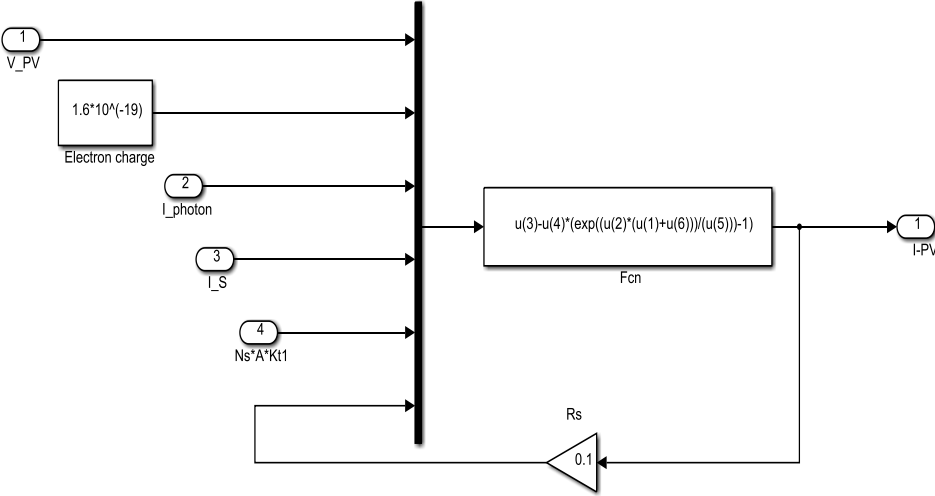 1
V_PV
1.6*10^(-19)
Electron charge
2
I_photon
3
I_S
4
Ns*A*Kt1
u(3)-u(4)*(exp((u(2)*(u(1)+u(6)))/(u(5)))-1)
Fcn
1
I-PV
Rs
0.1